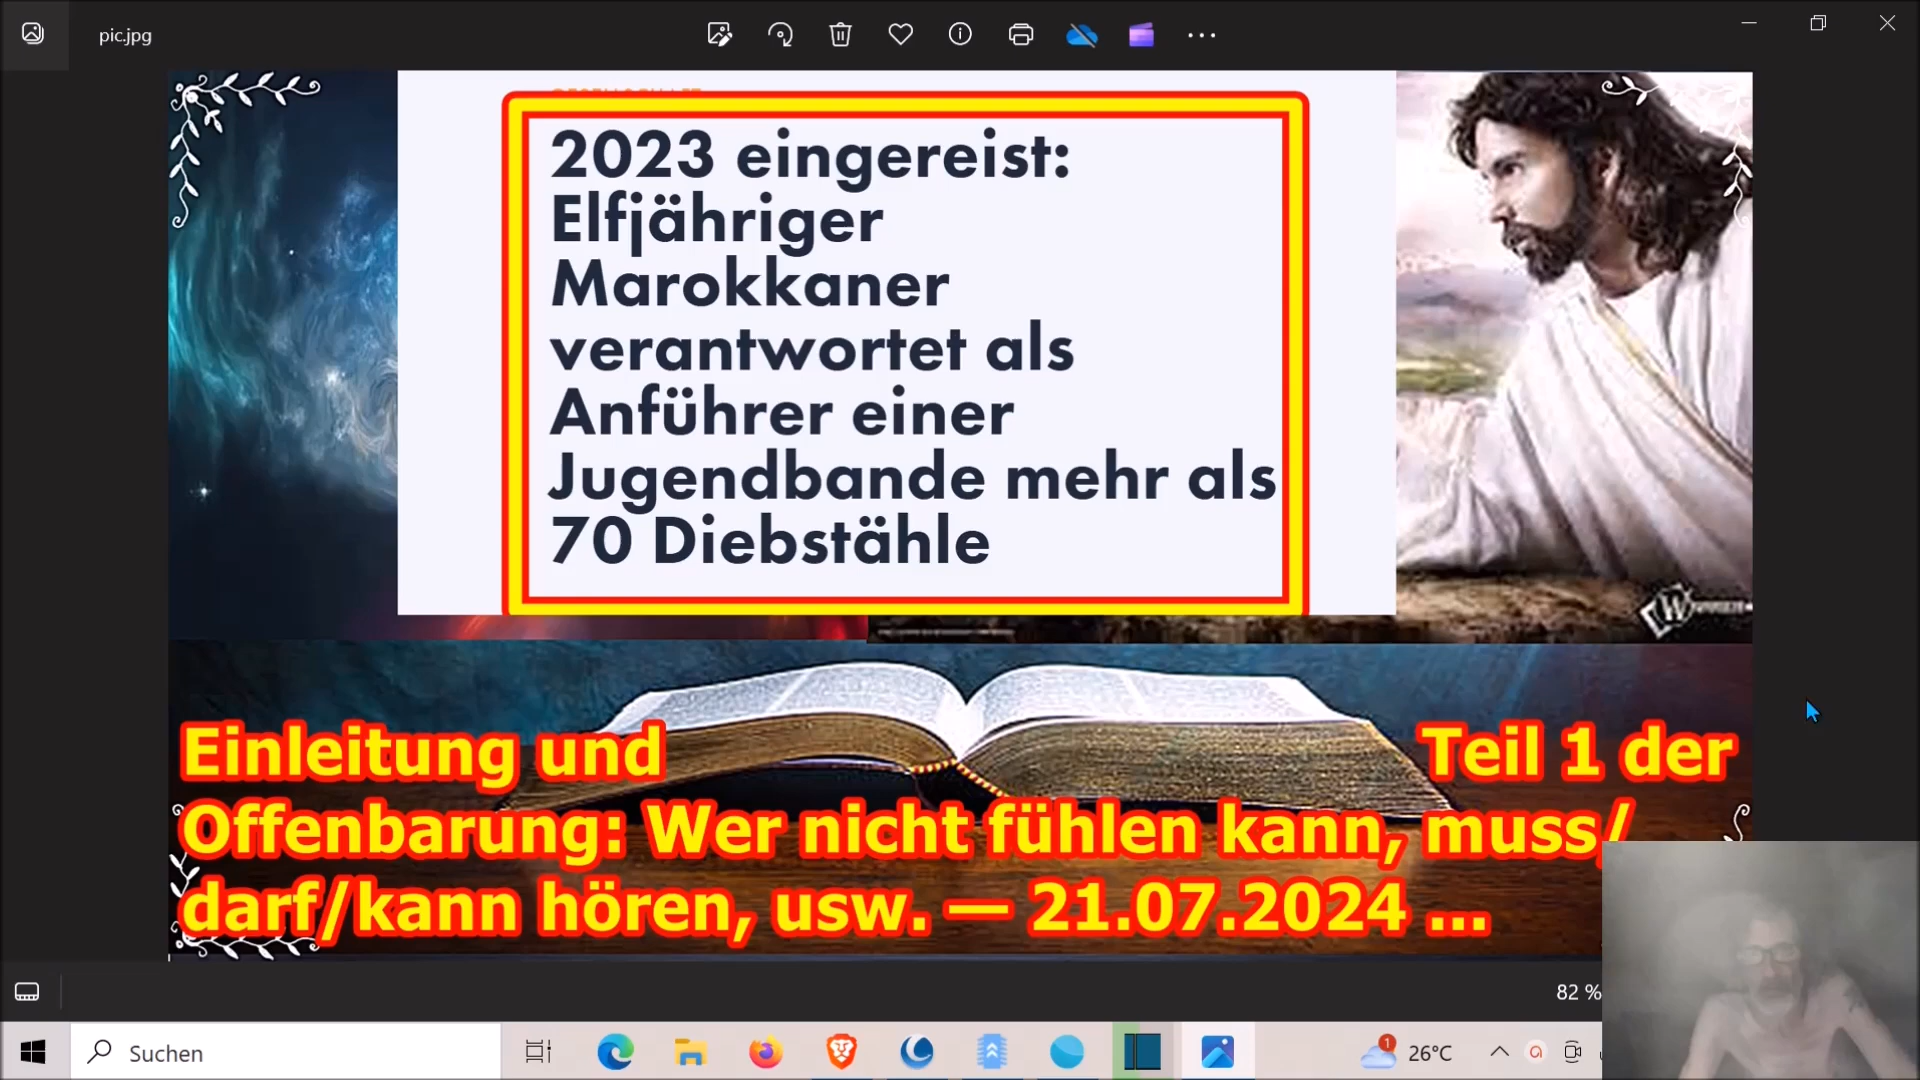 pic.jpg
2023 eingereist:
Elfjähriger
Marokkaner
verantwortet als
Anführer einer
Jugendbande mehr als
70 Diebstähle
Einleitung und Teil 1 der
Offenbarung: Wer nicht fühlen kann, muss/
darf/kann hören, usw. — 21.07.2024 ...
82 %
Suchen
1
26°C